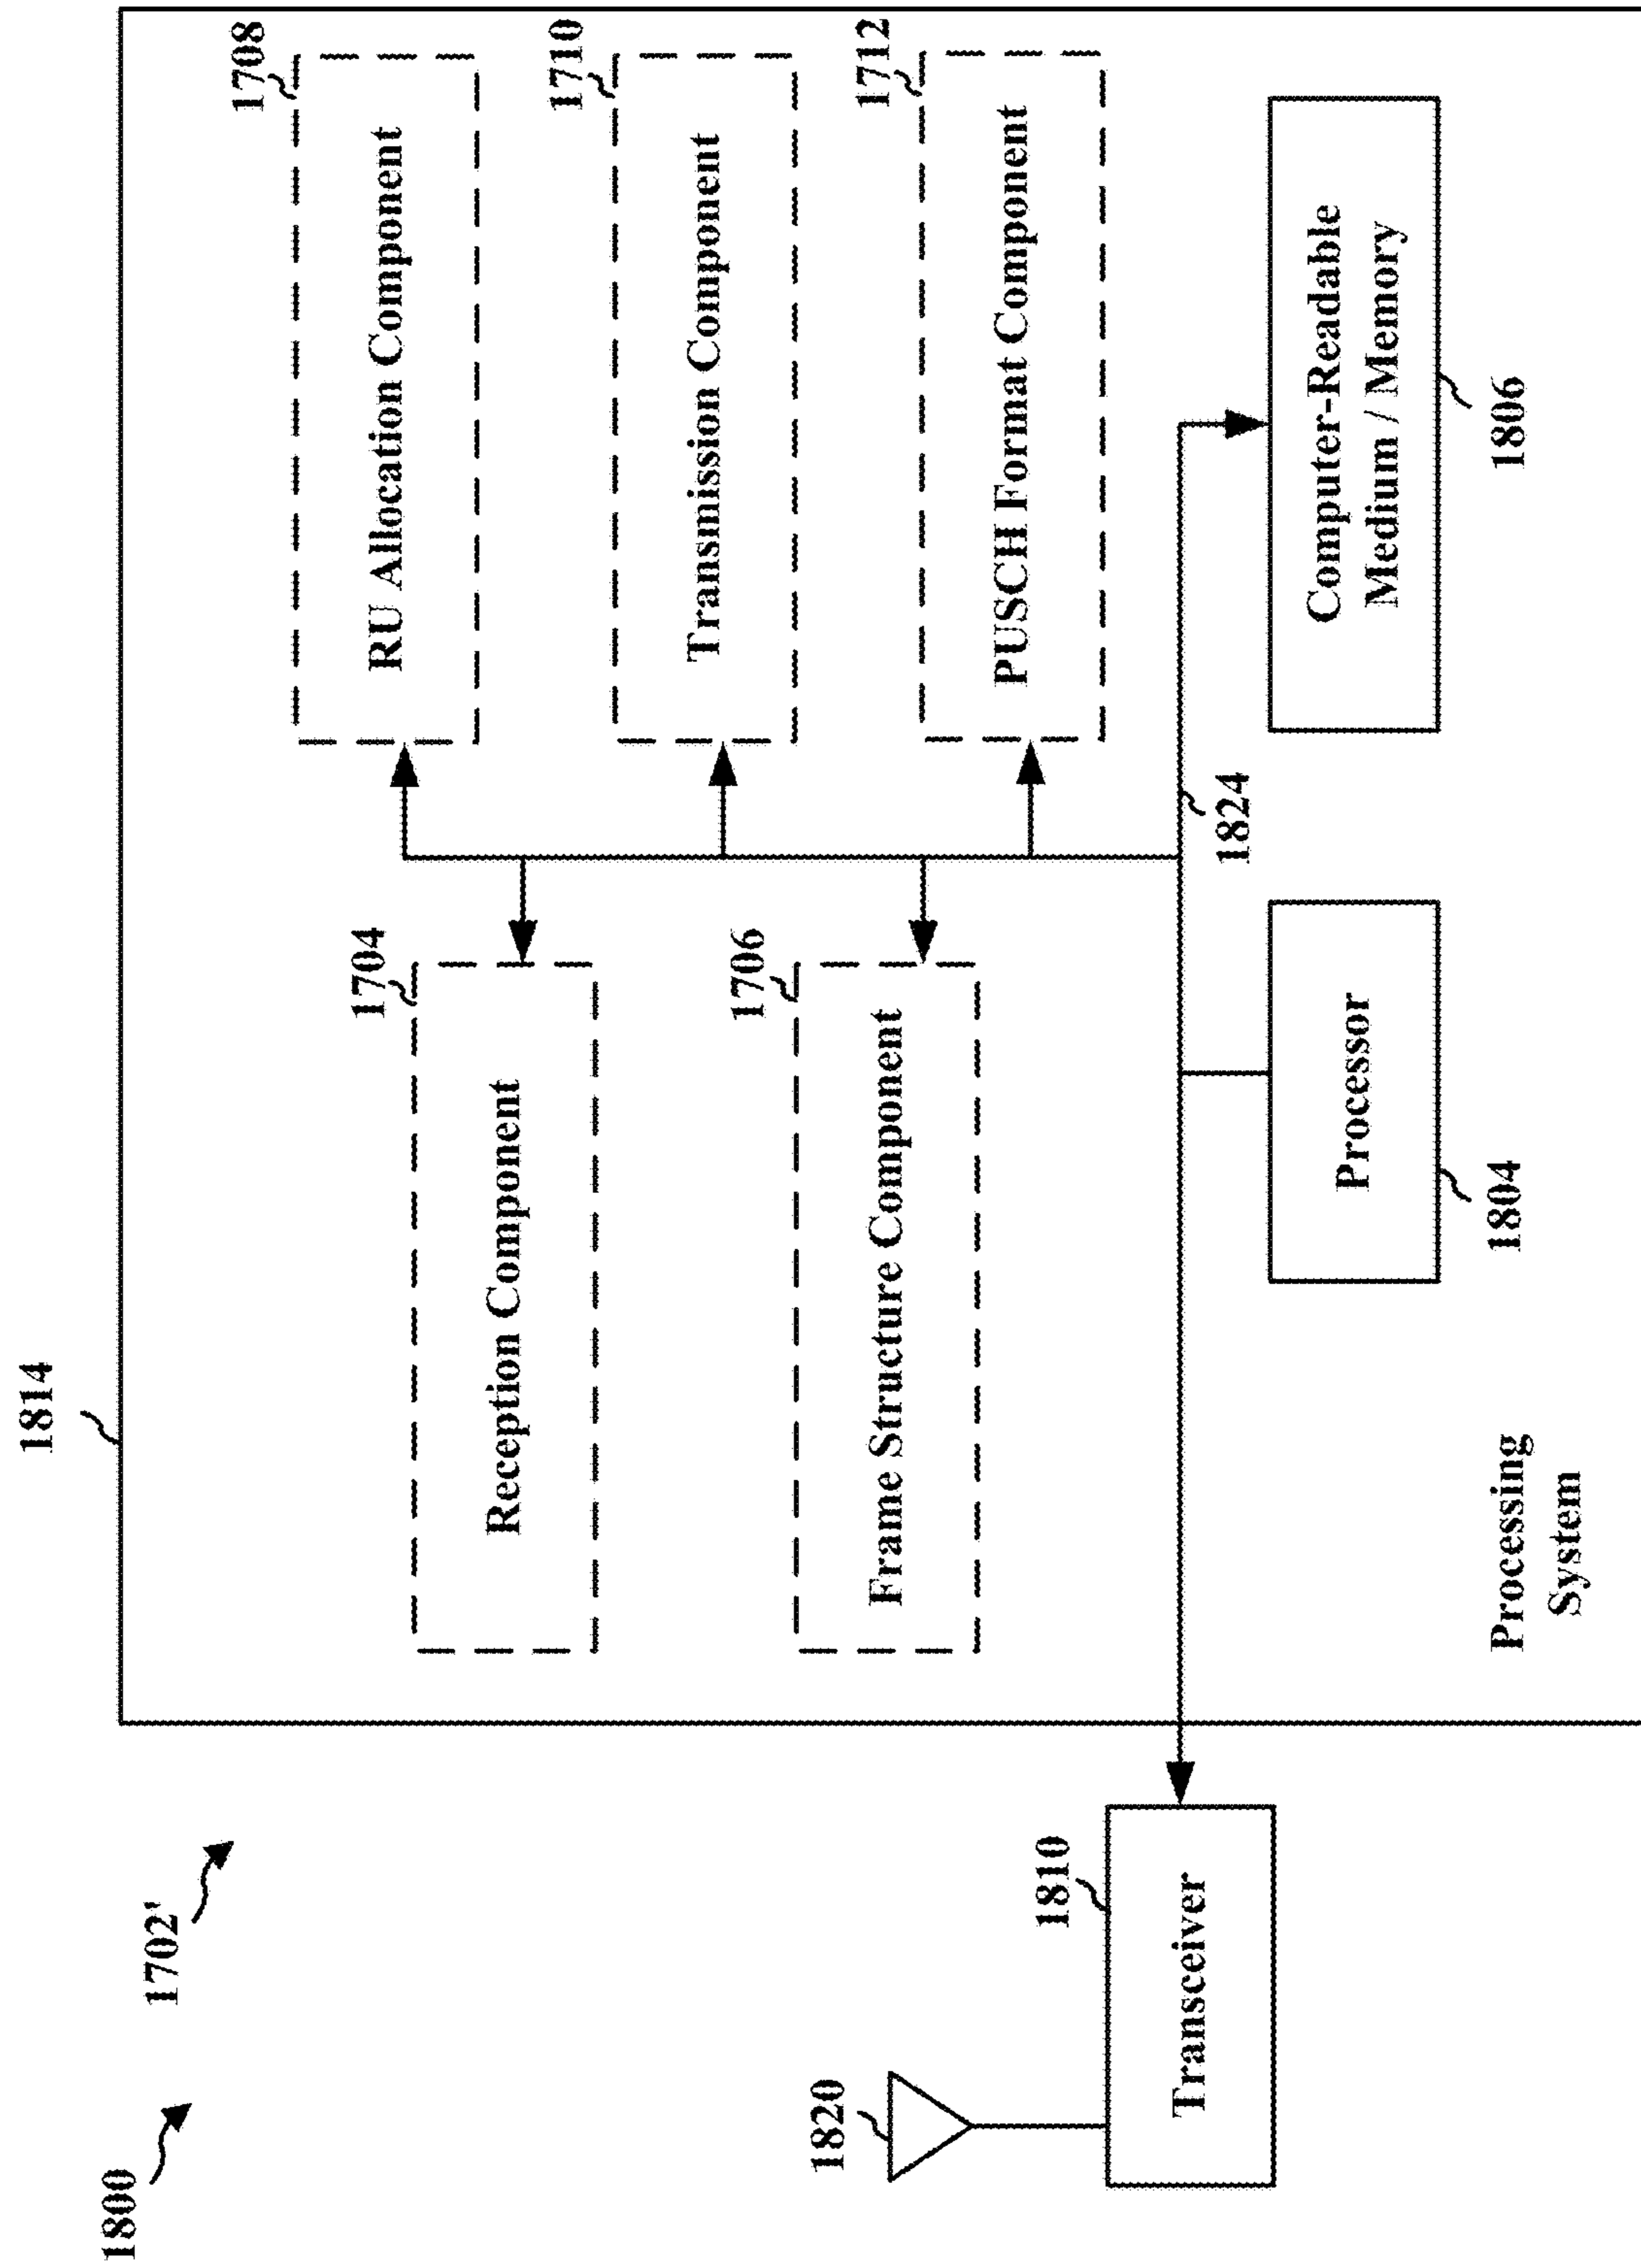 1800
1702'
1814
1708
RU Allocation Component
1704
Reception Component
1710
Transmission Component
1706
Frame Structure Component
1712
PUSCH Format Component
1820
1810
Transceiver
1824
Processor
1804
Computer-Readable
Medium / Memory
1806
Processing
System